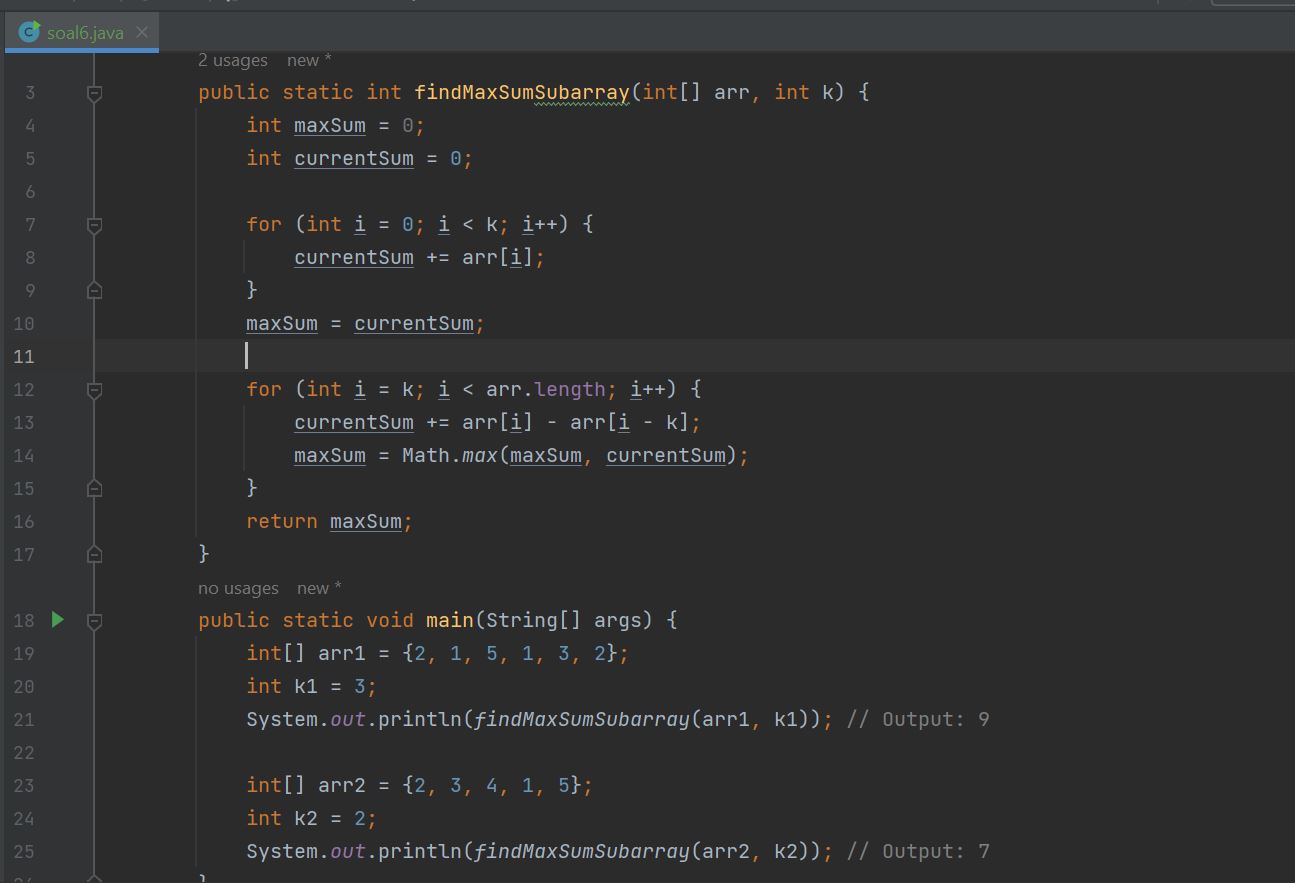 soal6.java
2 usages new *
3 public static int findMaxSumSubarray(int[] arr, int k) {
4 int maxSum = 0;
5 int currentSum = 0;
6
7 for (int i = 0; i < k; i++) {
8 currentSum += arr[i];
9 }
10 maxSum = currentSum;
11
12 for (int i = k; i < arr.length; i++) {
13 currentSum += arr[i] - arr[i - k];
14 maxSum = Math.max(maxSum, currentSum);
15 }
16 return maxSum;
17 }
no usages new *
18 public static void main(String[] args) {
19 int[] arr1 = {2, 1, 5, 1, 3, 2};
20 int k1 = 3;
21 System.out.println(findMaxSumSubarray(arr1, k1)); // Output: 9
22
23 int[] arr2 = {2, 3, 4, 1, 5};
24 int k2 = 2;
25 System.out.println(findMaxSumSubarray(arr2, k2)); // Output: 7